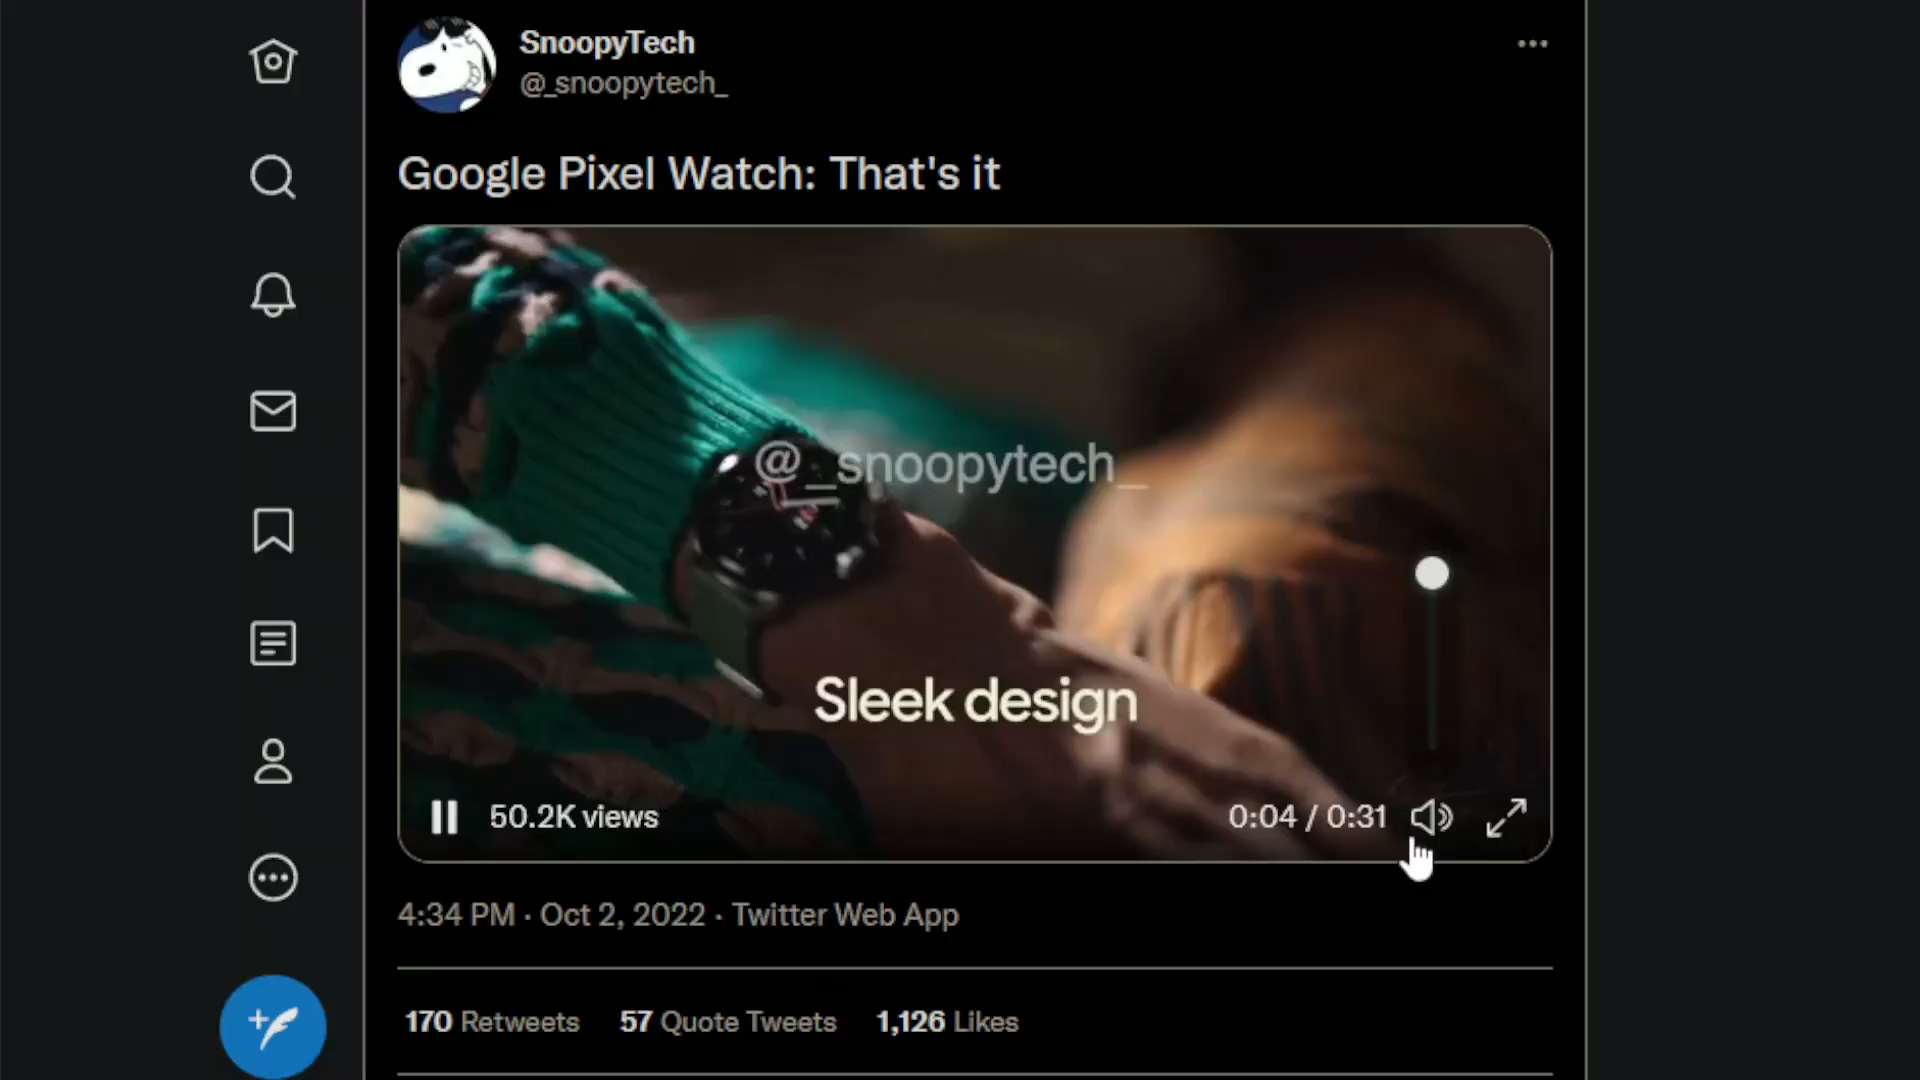 SnoopyTech
@_snoopytech_
Google Pixel Watch: That's it
@_snoopytech_
Sleek design
50.2K views
0:04 / 0:31
4:34 PM · Oct 2, 2022 · Twitter Web App
170 Retweets 57 Quote Tweets 1,126 Likes